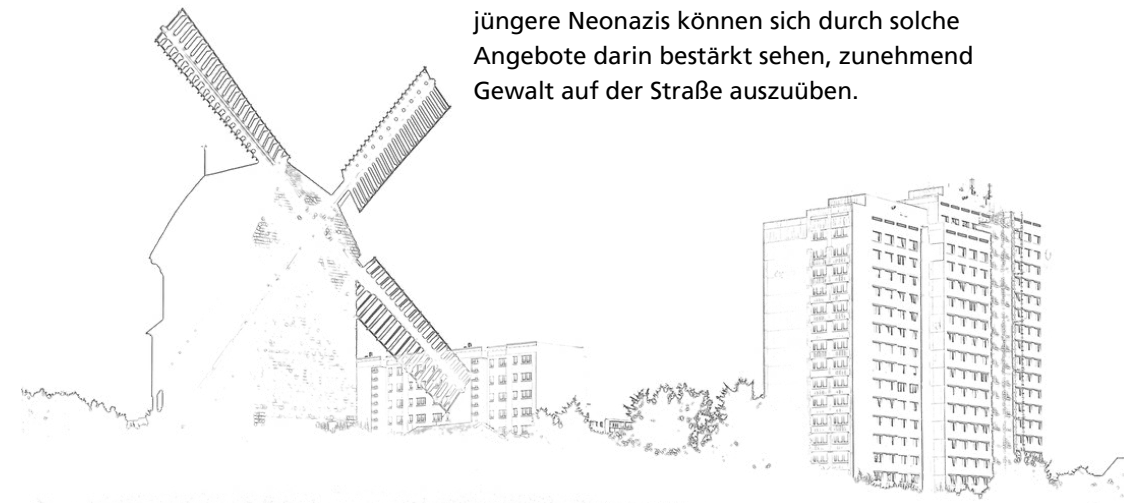 jüngere Neonazis können sich durch solche
Angebote darin bestärkt sehen, zunehmend
Gewalt auf der Straße auszuüben.